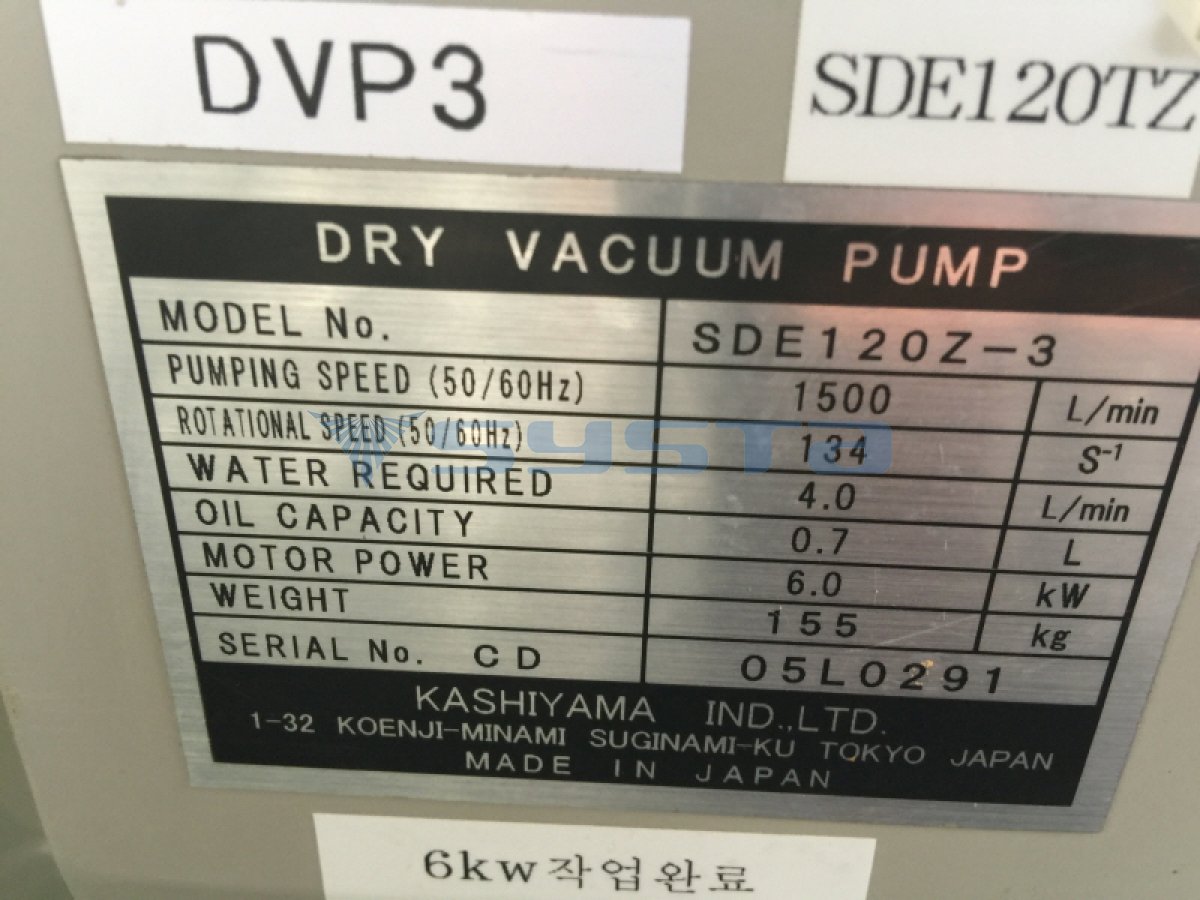 DVP3
SDE120TZ
DRY VACUUM PUMP
MODEL No. SDE120Z-3
PUMPING SPEED (50/60Hz) 1500 L/min
ROTATIONAL SPEED (50/60Hz) 134 S-1
WATER REQUIRED 4.0 L/min
OIL CAPACITY 0.7 L
MOTOR POWER 6.0 kW
WEIGHT 155 kg
SERIAL No. CD 05L0291
KASHIYAMA IND.,LTD.
1-32 KOENJI-MINAMI SUGINAMI-KU TOKYO JAPAN
MADE IN JAPAN
6kw작업완료
SYSTO